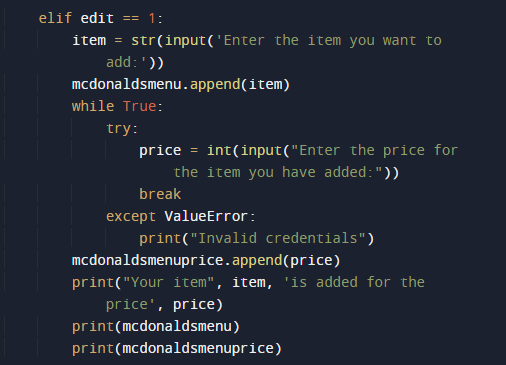 elif edit == 1:
item = str(input('Enter the item you want to
add:'))
mcdonaldsmenu.append(item)
while True:
try:
price = int(input("Enter the price for
the item you have added:"))
break
except ValueError:
print("Invalid credentials")
mcdonaldsmenuprice.append(price)
print("Your item", item, 'is added for the
price', price)
print(mcdonaldsmenu)
print(mcdonaldsmenuprice)